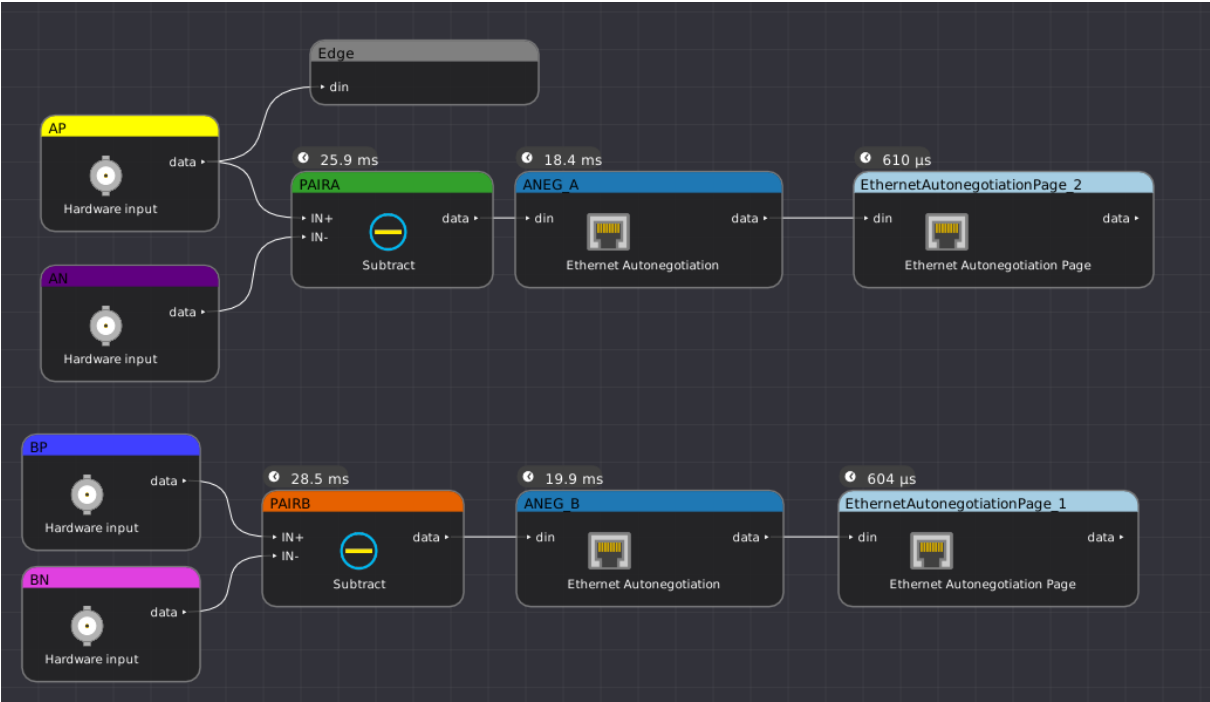 Edge
din
AP
data
Hardware input
25.9 ms
PAIRA
IN+
IN-
data
Subtract
18.4 ms
ANEG_A
din
data
Ethernet Autonegotiation
610 µs
EthernetAutonegotiationPage_2
din
data
Ethernet Autonegotiation Page
AN
data
Hardware input
BP
data
Hardware input
28.5 ms
PAIRB
IN+
IN-
data
Subtract
19.9 ms
ANEG_B
din
data
Ethernet Autonegotiation
604 µs
EthernetAutonegotiationPage_1
din
data
Ethernet Autonegotiation Page
BN
data
Hardware input